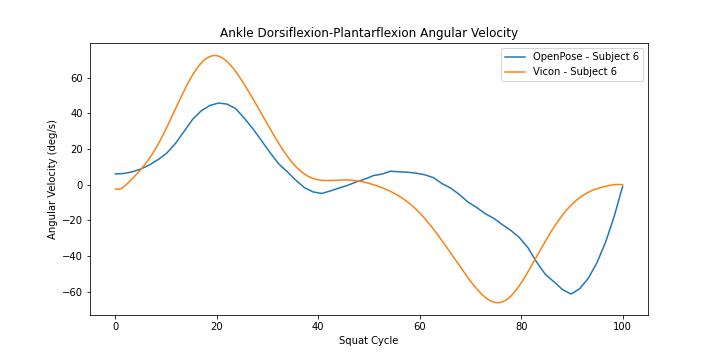 Ankle Dorsiflexion-Plantarflexion Angular Velocity
OpenPose - Subject 6
Vicon - Subject 6
Angular Velocity (deg/s)
60
40
20
0
−20
−40
−60
0 20 40 60 80 100
Squat Cycle